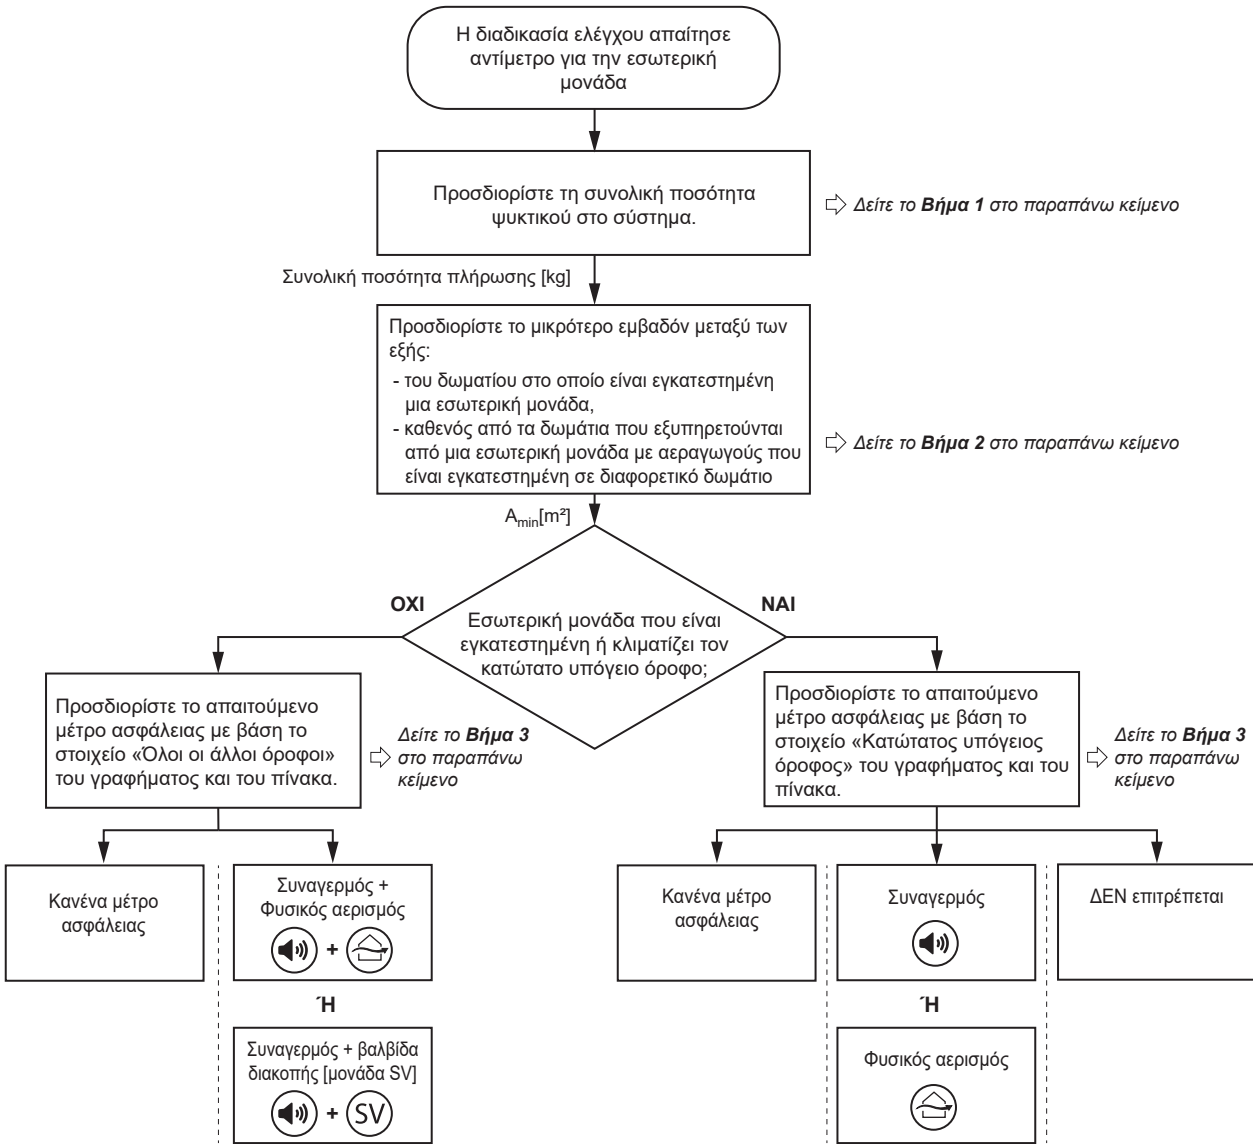 Η διαδικασία ελέγχου απαίτησε
αντίμετρο για την εσωτερική
μονάδα
Προσδιορίστε τη συνολική ποσότητα
ψυκτικού στο σύστημα.
Δείτε το Βήμα 1 στο παραπάνω κείμενο
Συνολική ποσότητα πλήρωσης [kg]
Προσδιορίστε το μικρότερο εμβαδόν μεταξύ των
εξής:
- του δωματίου στο οποίο είναι εγκατεστημένη
μια εσωτερική μονάδα,
- καθενός από τα δωμάτια που εξυπηρετούνται
από μια εσωτερική μονάδα με αεραγωγούς που
είναι εγκατεστημένη σε διαφορετικό δωμάτιο
Δείτε το Βήμα 2 στο παραπάνω κείμενο
Amin[m²]
ΟΧΙ
ΝΑΙ
Εσωτερική μονάδα που είναι
εγκατεστημένη ή κλιματίζει τον
κατώτατο υπόγειο όροφο;
Προσδιορίστε το απαιτούμενο
μέτρο ασφάλειας με βάση το
στοιχείο «Όλοι οι άλλοι όροφοι»
του γραφήματος και του πίνακα.
Δείτε το Βήμα 3
στο παραπάνω
κείμενο
Προσδιορίστε το απαιτούμενο
μέτρο ασφάλειας με βάση το
στοιχείο «Κατώτατος υπόγειος
όροφος» του γραφήματος και του
πίνακα.
Δείτε το Βήμα 3
στο παραπάνω
κείμενο
Κανένα μέτρο
ασφάλειας
Συναγερμός +
Φυσικός αερισμός
+
Ή
Συναγερμός + βαλβίδα
διακοπής [μονάδα SV]
+ SV
Κανένα μέτρο
ασφάλειας
Συναγερμός
Ή
Φυσικός αερισμός
ΔΕΝ επιτρέπεται